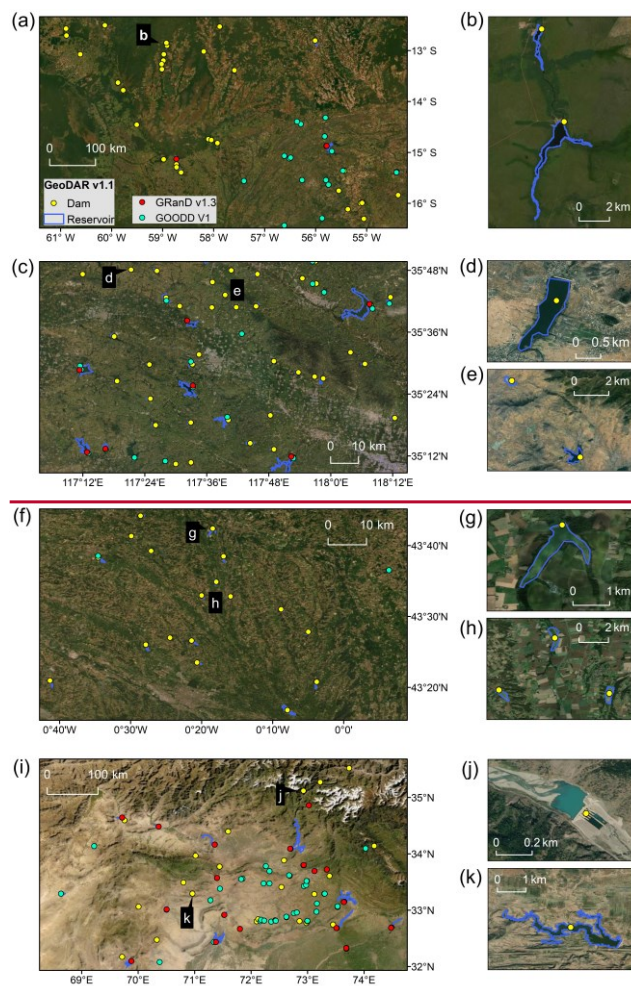 (a)
b
13° S
14° S
15° S
16° S
0 100 km
GeoDAR v1.1
Dam
Reservoir
GRanD v1.3
GOODD V1
61° W 60° W 59° W 58° W 57° W 56° W 55° W
(b)
0 2 km
(c)
d
e
35°48' N
35°36' N
35°24' N
35°12' N
0 10 km
117°12' E 117°24' E 117°36' E 117°48' E 118°0' E 118°12' E
(d)
0 0.5 km
(e)
0 2 km
(f)
g
h
0 10 km
43°40' N
43°30' N
43°20' N
0°40' W 0°30' W 0°20' W 0°10' W 0°0'
(g)
0 1 km
(h)
0 2 km
(i)
0 100 km
j
k
35°N
34°N
33°N
32°N
69°E 70°E 71°E 72°E 73°E 74°E
(j)
0 0.2 km
(k)
0 1 km